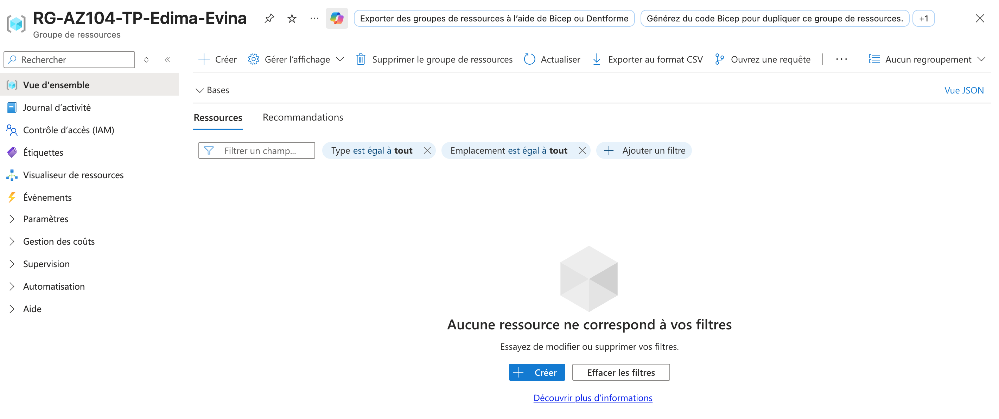 RG-AZ104-TP-Edima-Evina
Groupe de ressources
Exporter des groupes de ressources à l’aide de Bicep ou Dentforme
Générez du code Bicep pour dupliquer ce groupe de ressources.
+1
Rechercher
Vue d'ensemble
Journal d’activité
Contrôle d’accès (IAM)
Étiquettes
Visualiseur de ressources
Événements
Paramètres
Gestion des coûts
Supervision
Automatisation
Aide
Créer
Gérer l’affichage
Supprimer le groupe de ressources
Actualiser
Exporter au format CSV
Ouvrez une requête
Aucun regroupement
Bases
Vue JSON
Ressources
Recommandations
Filtrer un champ...
Type est égal à tout
Emplacement est égal à tout
Ajouter un filtre
Aucune ressource ne correspond à vos filtres
Essayez de modifier ou supprimer vos filtres.
Créer
Effacer les filtres
Découvrir plus d’informations